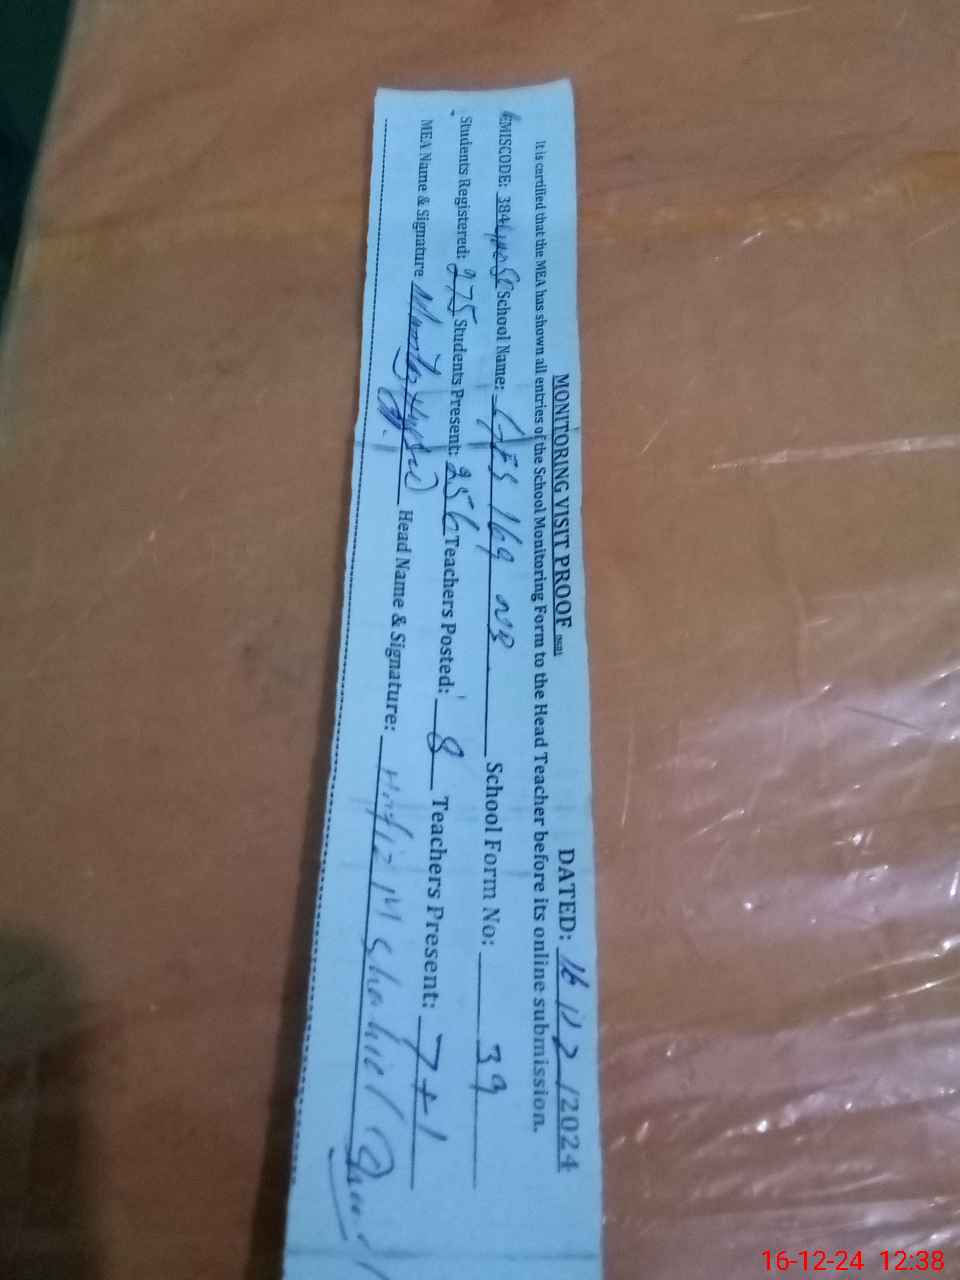 MONITORING VISIT PROOF DATED: 16/12/2024
It is certified that the MEA has shown all entries of the School Monitoring Form to the Head Teacher before its online submission.
EMISCODE: School Name: 169 NB School Form No: 39
Students Registered: 275 Students Present: 256 Teachers Posted: 8 Teachers Present: 7+1
MEA Name & Signature Head Name & Signature: Hafiz M
16-12-24 12:38